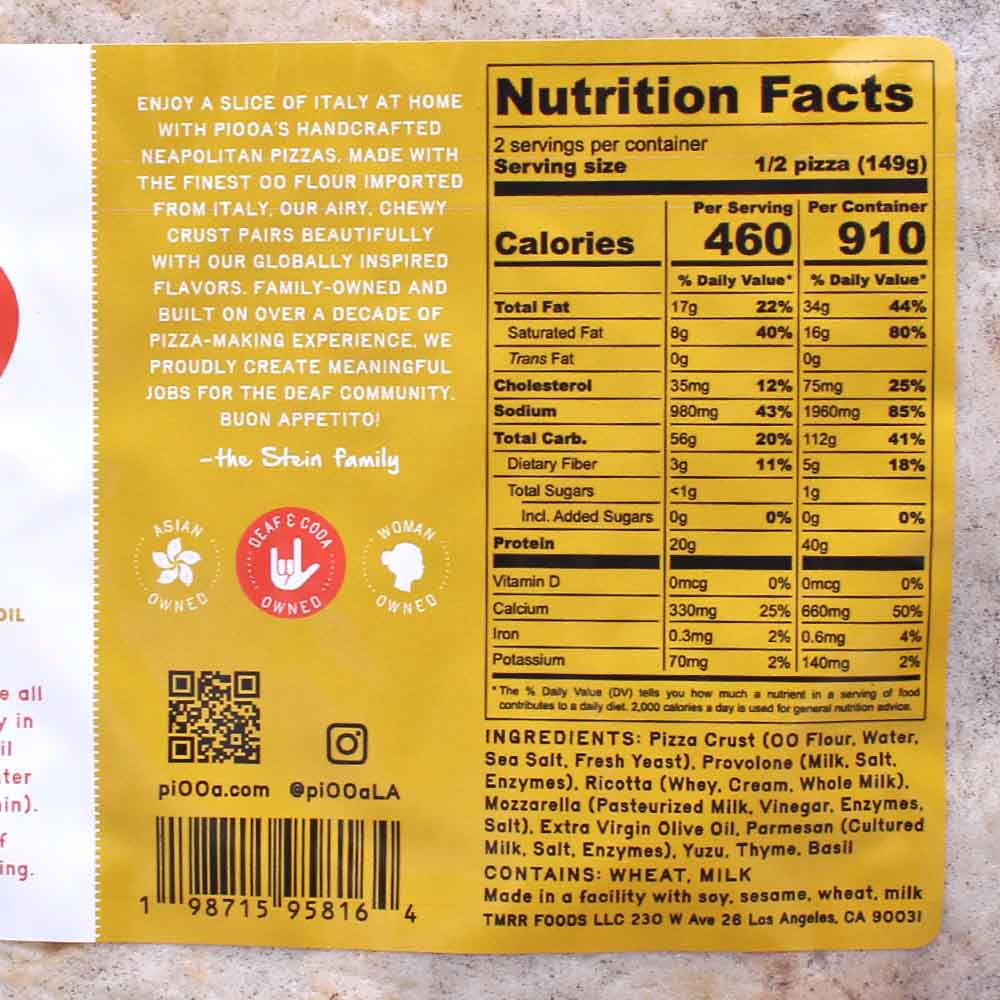 OIL
e all
y in
il
ter
in).
f
ing.
ENJOY A SLICE OF ITALY AT HOME
WITH PIOOA'S HANDCRAFTED
NEAPOLITAN PIZZAS. MADE WITH
THE FINEST OO FLOUR IMPORTED
FROM ITALY, OUR AIRY, CHEWY
CRUST PAIRS BEAUTIFULLY
WITH OUR GLOBALLY INSPIRED
FLAVORS. FAMILY-OWNED AND
BUILT ON OVER A DECADE OF
PIZZA-MAKING EXPERIENCE, WE
PROUDLY CREATE MEANINGFUL
JOBS FOR THE DEAF COMMUNITY.
BUON APPETITO!
-the Stein family
ASIAN OWNED
DEAF & CODA OWNED
WOMAN OWNED
piOOa.com @piOOaLA
1 98715 95816 4
Nutrition Facts
2 servings per container
Serving size 1/2 pizza (149g)
Per Serving Per Container
Calories 460 910
% Daily Value* % Daily Value*
Total Fat 17g 22% 34g 44%
Saturated Fat 8g 40% 16g 80%
Trans Fat 0g 0g
Cholesterol 35mg 12% 75mg 25%
Sodium 980mg 43% 1960mg 85%
Total Carb. 56g 20% 112g 41%
Dietary Fiber 3g 11% 5g 18%
Total Sugars <1g 1g
Incl. Added Sugars 0g 0% 0g 0%
Protein 20g 40g
Vitamin D 0mcg 0% 0mcg 0%
Calcium 330mg 25% 660mg 50%
Iron 0.3mg 2% 0.6mg 4%
Potassium 70mg 2% 140mg 2%
*The % Daily Value (DV) tells you how much a nutrient in a serving of food
contributes to a daily diet. 2,000 calories a day is used for general nutrition advice.
INGREDIENTS: Pizza Crust (OO Flour, Water,
Sea Salt, Fresh Yeast), Provolone (Milk, Salt,
Enzymes), Ricotta (Whey, Cream, Whole Milk),
Mozzarella (Pasteurized Milk, Vinegar, Enzymes,
Salt), Extra Virgin Olive Oil, Parmesan (Cultured
Milk, Salt, Enzymes), Yuzu, Thyme, Basil
CONTAINS: WHEAT, MILK
Made in a facility with soy, sesame, wheat, milk
TMRR FOODS LLC 230 W Ave 26 Los Angeles, CA 90031